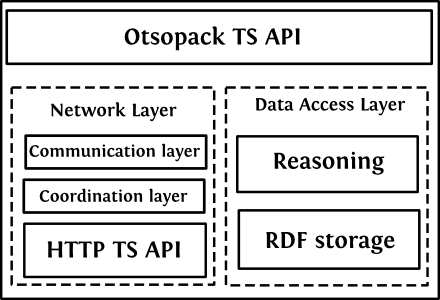 Otsopack TS API
Network Layer
Communication layer
Coordination layer
HTTP TS API
Data Access Layer
Reasoning
RDF storage